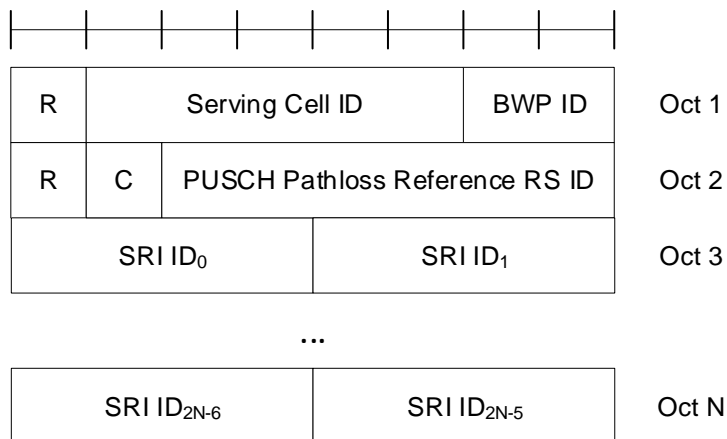 R Serving Cell ID BWP ID Oct 1
R C PUSCH Pathloss Reference RS ID Oct 2
SRI ID₀ SRI ID₁ Oct 3
...
SRI ID₂N₋₆ SRI ID₂N₋₅ Oct N